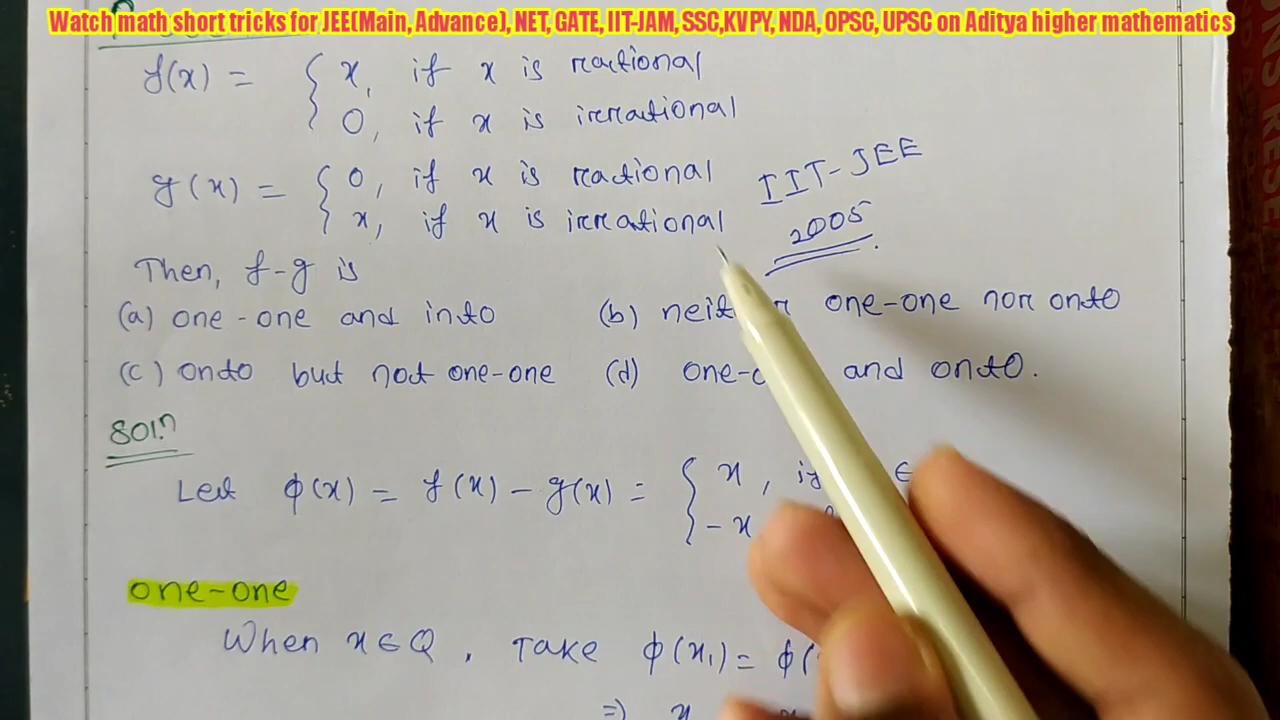 Watch math short tricks for JEE(Main, Advance), NET, GATE, IIT-JAM, SSC,KVPY, NDA, OPSC, UPSC on Aditya higher mathematics
f(x) = { x, if x is rational
0, if x is irrational
g(x) = { 0, if x is rational
x, if x is irrational
IIT-JEE
2005
Then, f-g is
(a) one-one and into (b) one-one nor onto
(c) onto but not one-one (d) and onto.
Soln
Let φ(x) = f(x) - g(x) = { x, if ∈
-x
one-one
When x∈Q, Take φ(x₁) = φ(
⇒ x